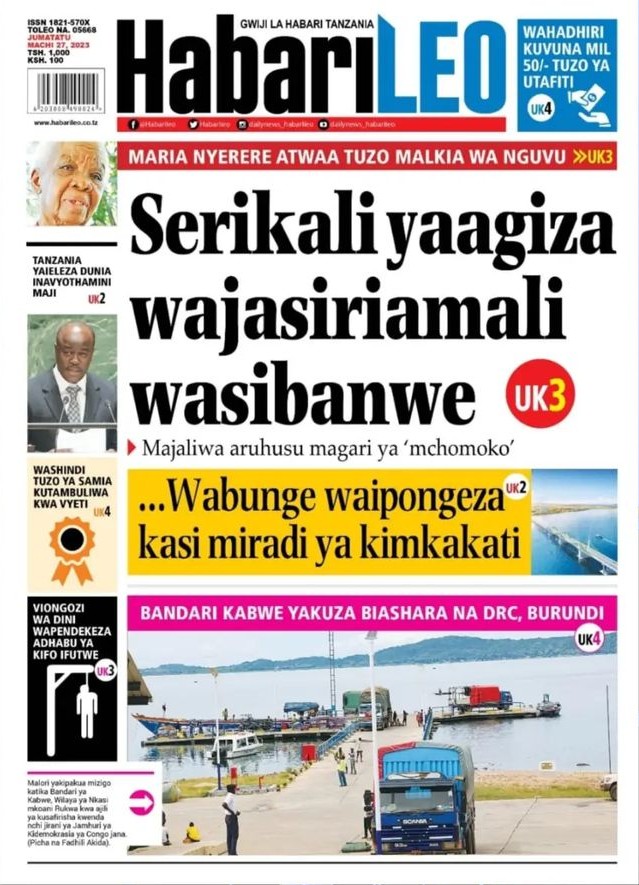 ISSN 1821-570X
TOLEO NA. 05668
JUMATATU
MACHI 27, 2023
TSH. 1,000
KSH. 100
www.habarileo.co.tz
GWIJI LA HABARI TANZANIA
HabariLEO
@Habarileo Habarileo dailynews_habarileo dailynews_habarileo
WAHADHIRI
KUVUNA MIL
50/- TUZO YA
UTAFITI
UK4
MARIA NYERERE ATWAA TUZO MALKIA WA NGUVU »UK3
TANZANIA
YAIELEZA DUNIA
INAVYOTHAMINI
MAJI UK2
WASHINDI
TUZO YA SAMIA
KUTAMBULIWA
KWA VYETI UK4
VIONGOZI
WA DINI
WAPENDEKEZA
ADHABU YA
KIFO IFUTWE
UK3
Serikali yaagiza
wajasiriamali
wasibanwe UK3
Majaliwa aruhusu magari ya ‘mchomoko’
...Wabunge waipongeza UK2
kasi miradi ya kimkakati
BANDARI KABWE YAKUZA BIASHARA NA DRC, BURUNDI
UK4
SCANIA
Malori yakipakua mizigo
katika Bandari ya
Kabwe, Wilaya ya Nkasi
mkoani Rukwa kwa ajili
ya kusafirisha kwenda
nchi jirani ya Jamhuri ya
Kidemokrasia ya Congo jana.
(Picha na Fadhili Akida).